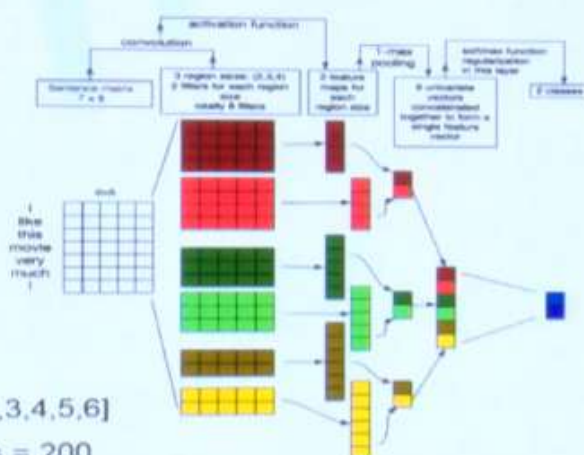 activation function
convolution
Sentence matrix
7 x 5
3 region sizes: (2,3,4)
2 filters for each region
size
totally 6 filters
2 feature
maps for
each
region size
1-max
pooling
6 univariate
vectors
concatenated
together to form a
single feature
vector
softmax function
regularization
in this layer
2 classes
d=5
I
like
this
movie
very
much
!
,3,4,5,6]
= 200